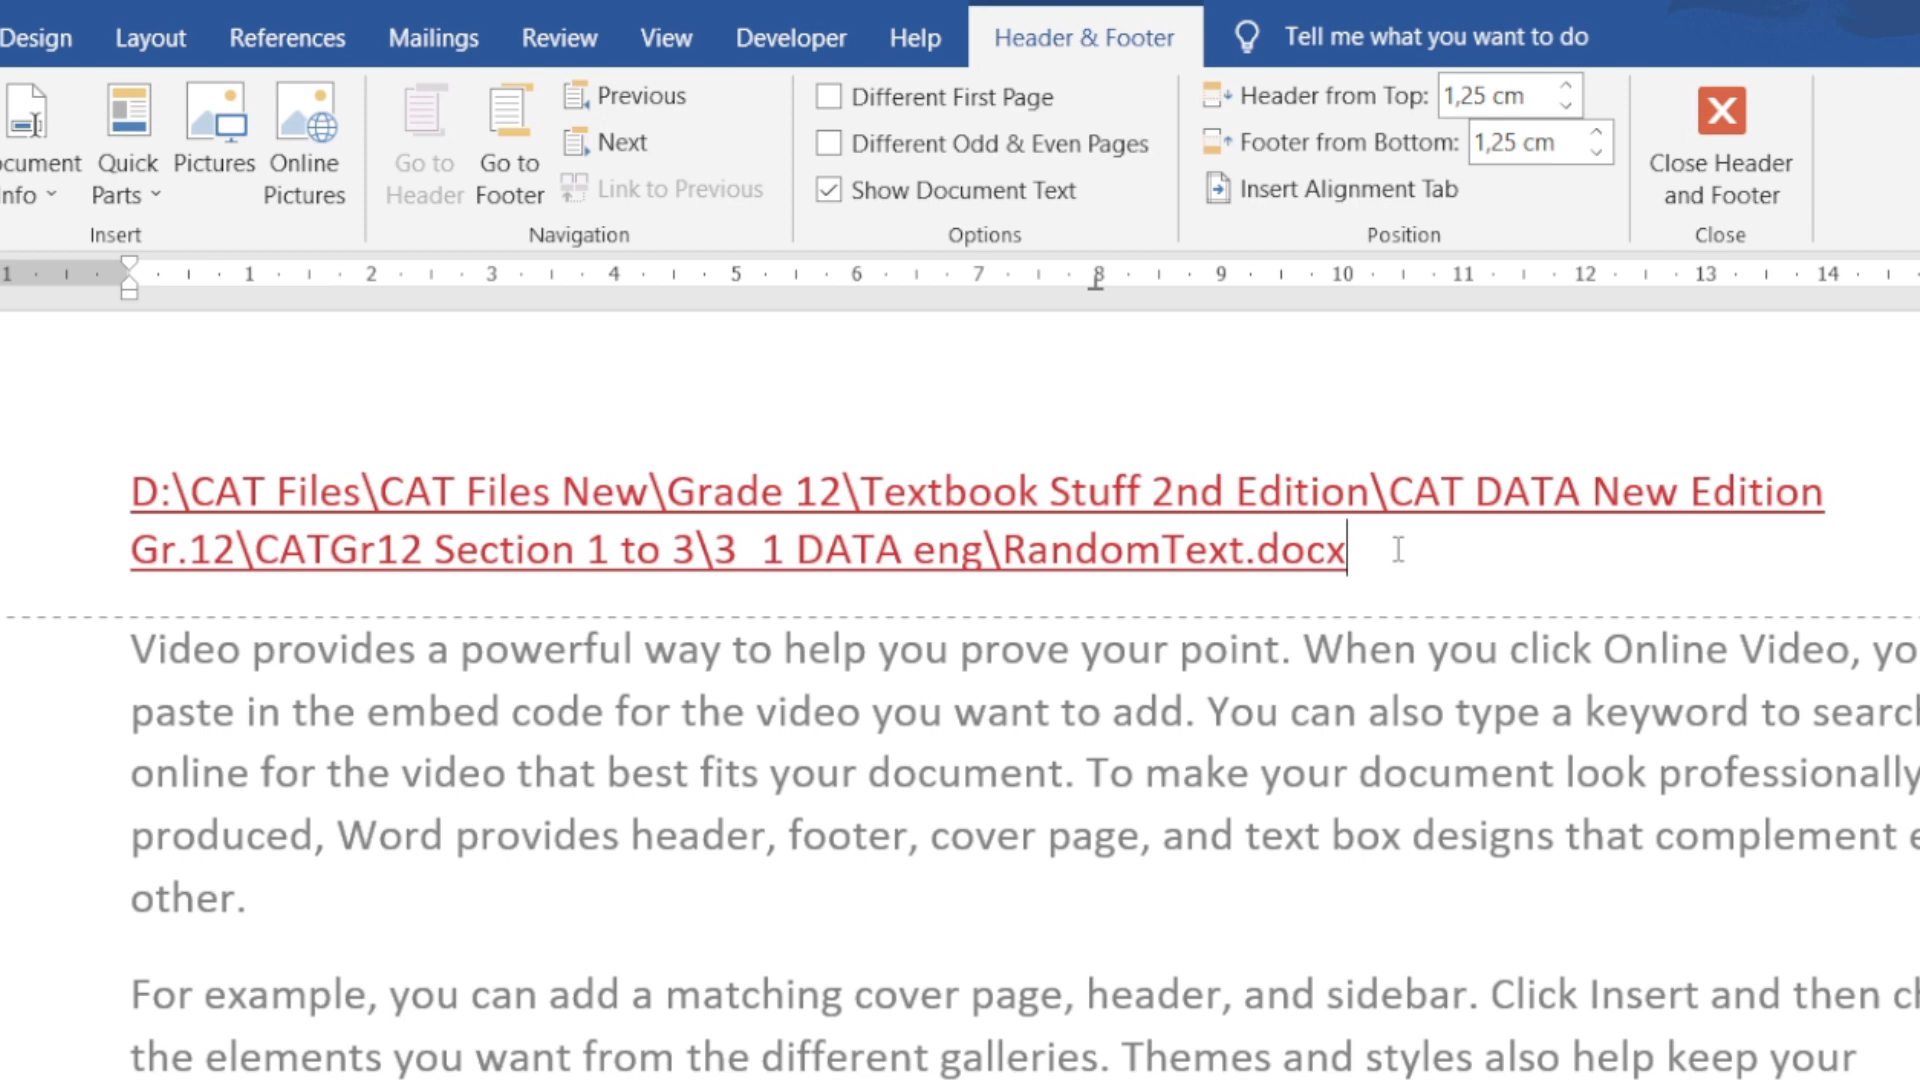 Design Layout References Mailings Review View Developer Help Header & Footer Tell me what you want to do
Info Quick Parts Pictures Online Pictures
Go to Header Go to Footer
Previous
Next
Link to Previous
Different First Page
Different Odd & Even Pages
Show Document Text
Header from Top: 1,25 cm
Footer from Bottom: 1,25 cm
Insert Alignment Tab
Close Header and Footer
Insert Navigation Options Position Close
1 1 2 3 4 5 6 7 8 9 10 11 12 13 14
D:\CAT Files\CAT Files New\Grade 12\Textbook Stuff 2nd Edition\CAT DATA New Edition
Gr.12\CATGr12 Section 1 to 3\3_1 DATA eng\RandomText.docx
Video provides a powerful way to help you prove your point. When you click Online Video,
paste in the embed code for the video you want to add. You can also type a keyword to
online for the video that best fits your document. To make your document look professionally
produced, Word provides header, footer, cover page, and text box designs that complement
other.
For example, you can add a matching cover page, header, and sidebar. Click Insert and then
the elements you want from the different galleries. Themes and styles also help keep your